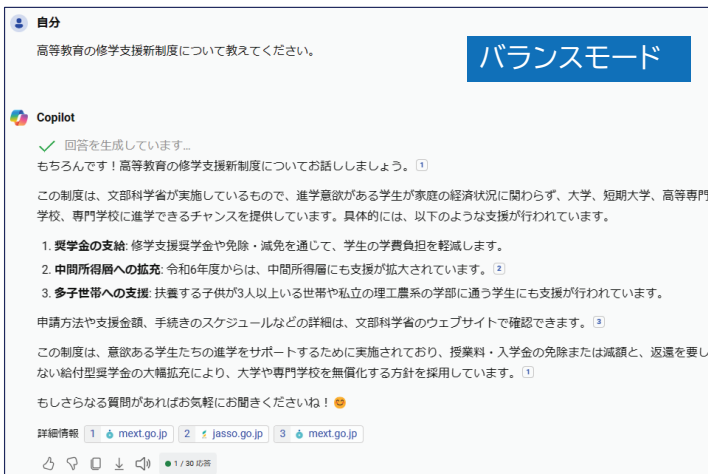 自分
高等教育の修学支援新制度について教えてください。
バランスモード
Copilot
回答を生成しています...
もちろんです！高等教育の修学支援新制度についてお話ししましょう。 1
この制度は、文部科学省が実施しているもので、進学意欲がある学生が家庭の経済状況に関わらず、大学、短期大学、高等専門
学校、専門学校に進学できるチャンスを提供しています。具体的には、以下のような支援が行われています。
1. 奨学金の支給: 修学支援奨学金や免除・減免を通じて、学生の学費負担を軽減します。
2. 中間所得層への拡充: 令和6年度からは、中間所得層にも支援が拡大されています。 2
3. 多子世帯への支援: 扶養する子供が3人以上いる世帯や私立の理工農系の学部に通う学生にも支援が行われています。
申請方法や支援金額、手続きのスケジュールなどの詳細は、文部科学省のウェブサイトで確認できます。 3
この制度は、意欲ある学生たちの進学をサポートするために実施されており、授業料・入学金の免除または減額と、返還を要し
ない給付型奨学金の大幅拡充により、大学や専門学校を無償化する方針を採用しています。 1
もしさらなる質問があればお気軽にお聞きくださいね！😊
詳細情報 1 mext.go.jp 2 jasso.go.jp 3 mext.go.jp
1 / 30 応答